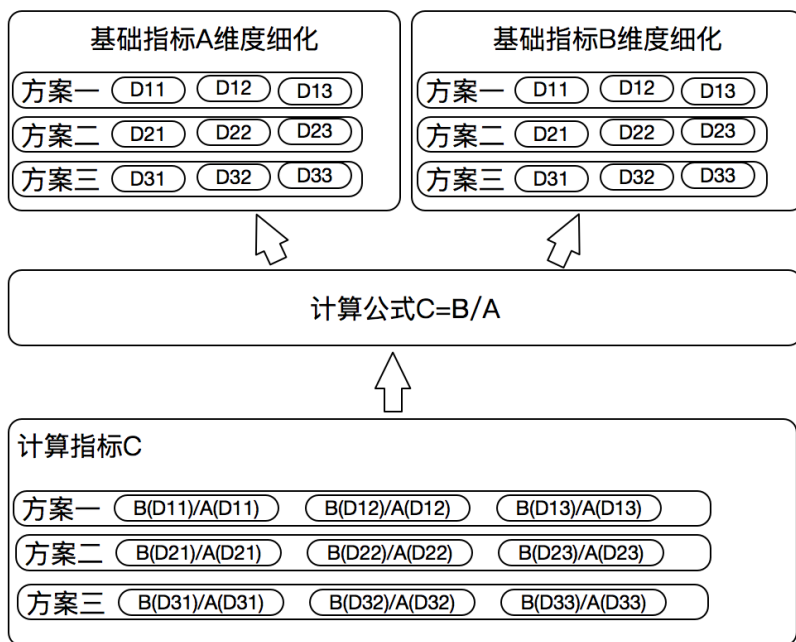 基础指标A维度细化
方案一 D11 D12 D13
方案二 D21 D22 D23
方案三 D31 D32 D33
基础指标B维度细化
方案一 D11 D12 D13
方案二 D21 D22 D23
方案三 D31 D32 D33
计算公式C=B/A
计算指标C
方案一 B(D11)/A(D11) B(D12)/A(D12) B(D13)/A(D13)
方案二 B(D21)/A(D21) B(D22)/A(D22) B(D23)/A(D23)
方案三 B(D31)/A(D31) B(D32)/A(D32) B(D33)/A(D33)